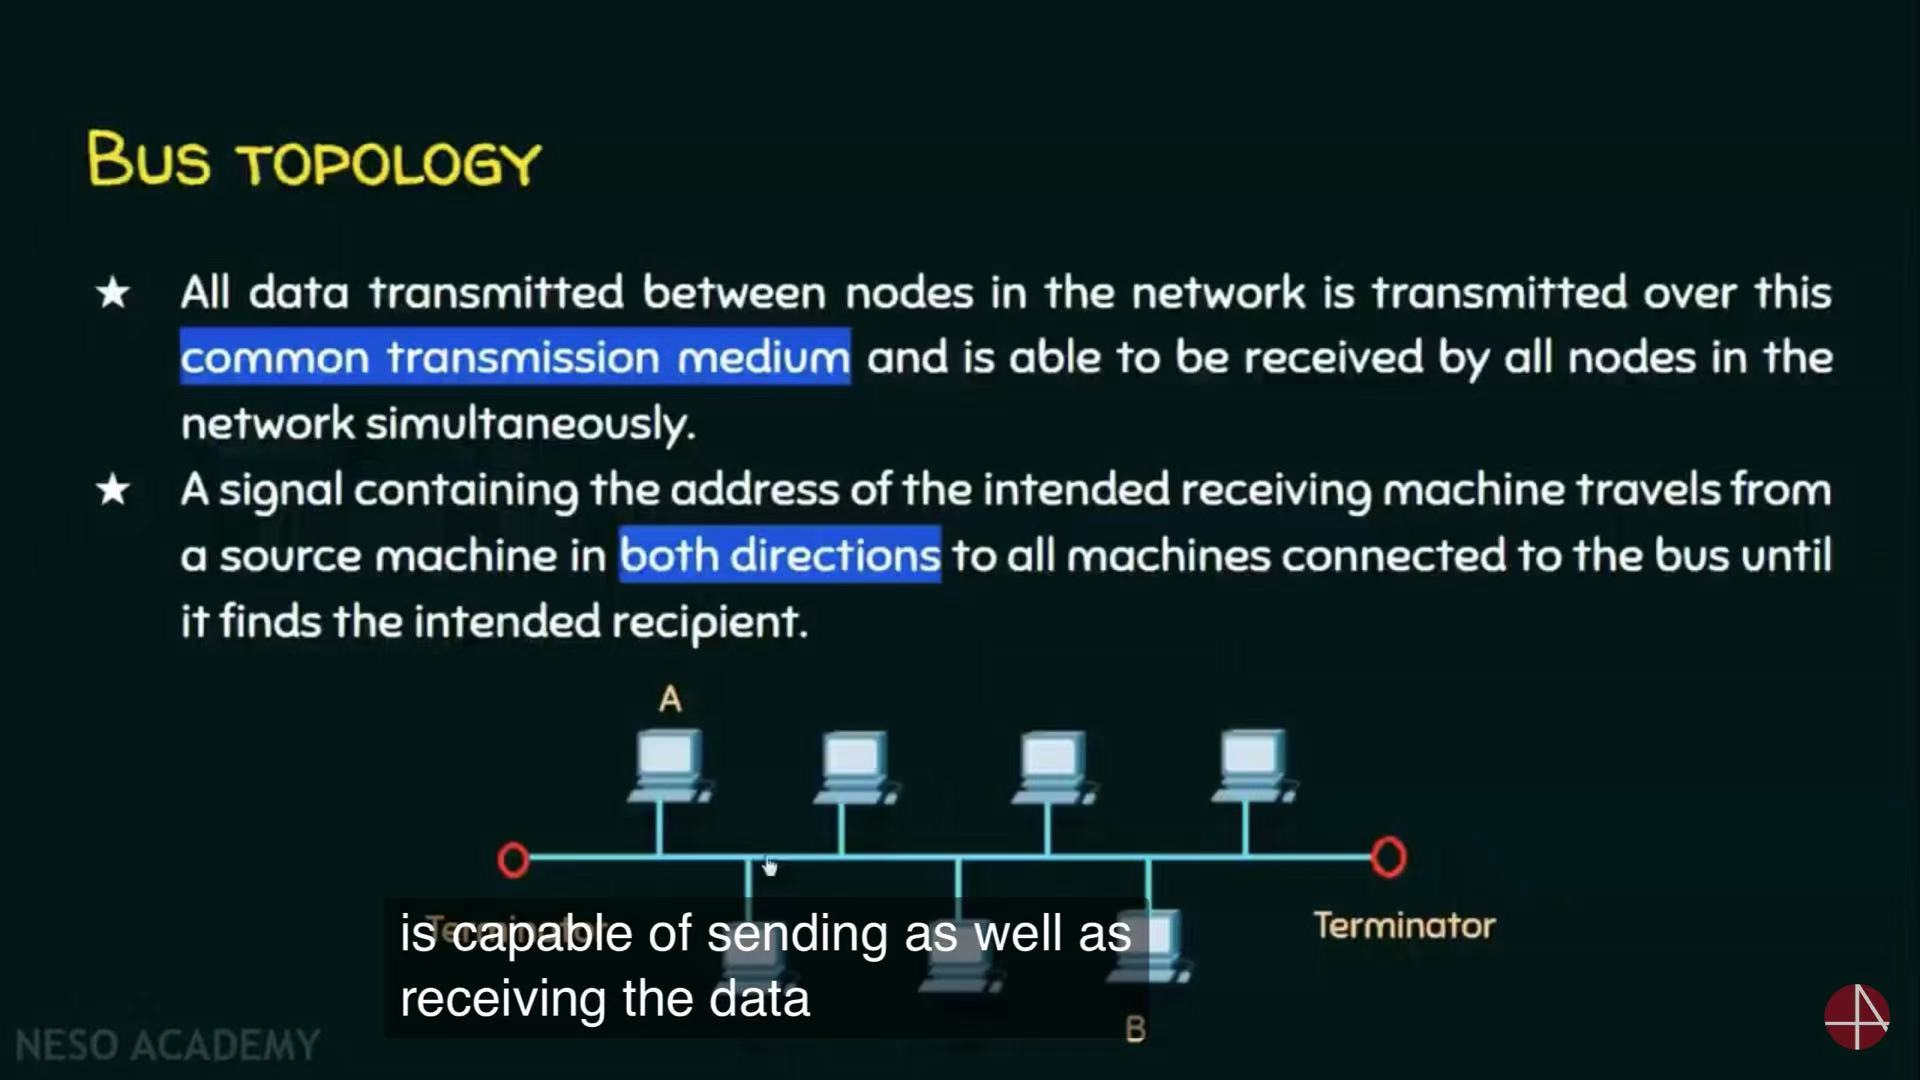 BUS TOPOLOGY
★ All data transmitted between nodes in the network is transmitted over this
common transmission medium and is able to be received by all nodes in the
network simultaneously.
★ A signal containing the address of the intended receiving machine travels from
a source machine in both directions to all machines connected to the bus until
it finds the intended recipient.
A
Terminator
Terminator
is capable of sending as well as
receiving the data
B
NESO ACADEMY